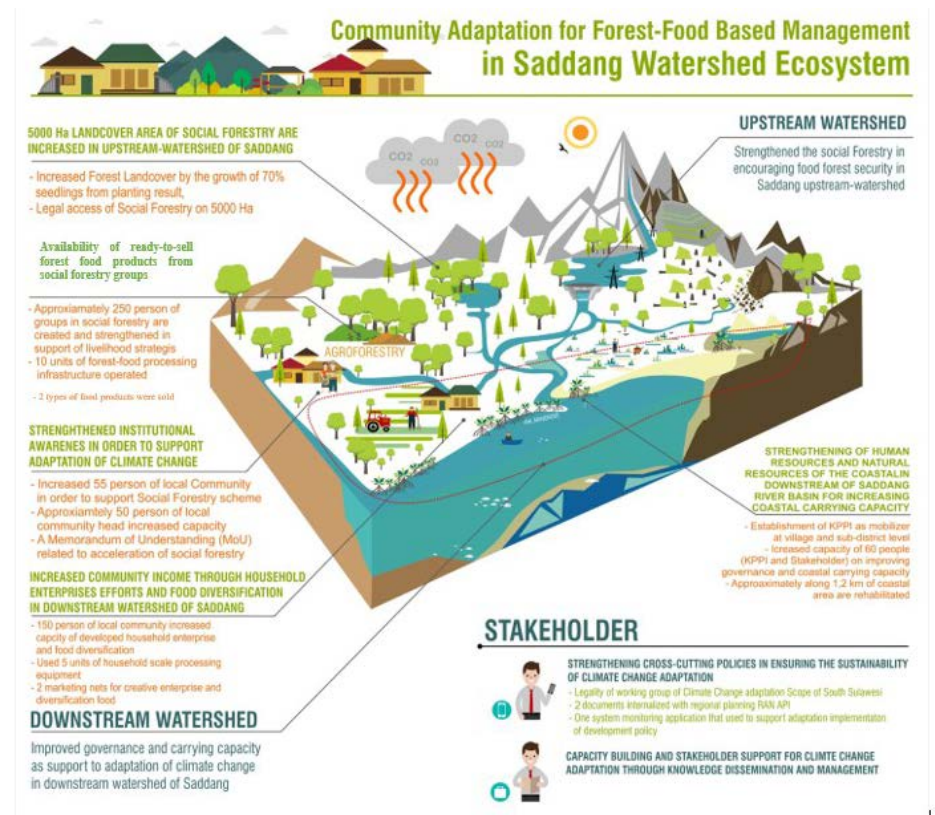 Community Adaptation for Forest-Food Based Management
in Saddang Watershed Ecosystem
5000 Ha LANDCOVER AREA OF SOCIAL FORESTRY ARE
INCREASED IN UPSTREAM-WATERSHED OF SADDANG
- Increased Forest Landcover by the growth of 70%
seedlings from planting result,
- Legal access of Social Forestry on 5000 Ha
Availability of ready-to-sell
forest food products from
social forestry groups
- Approxiamately 250 person of
groups in social forestry are
created and strengthened in
support of livelihood strategis
- 10 units of forest-food processing
infrastructure operated
- 2 types of food products were sold
STRENGHTHENED INSTITUTIONAL
AWARENES IN ORDER TO SUPPORT
ADAPTATION OF CLIMATE CHANGE
- Increased 55 person of local Community
in order to support Social Forestry scheme
- Approxiamtely 50 person of local
community head increased capacity
- A Memorandum of Understanding (MoU)
related to acceleration of social forestry
INCREASED COMMUNITY INCOME THROUGH HOUSEHOLD
ENTERPRISES EFFORTS AND FOOD DIVERSIFICATION
IN DOWNSTREAM WATERSHED OF SADDANG
- 150 person of local community increased
capcity of developed household enterprise
and food diversification
- Used 5 units of household scale processing
equipment
- 2 marketing nets for creative enterprise and
diversification food
DOWNSTREAM WATERSHED
Improved governance and carrying capacity
as support to adaptation of climate change
in downstream watershed of Saddang
CO2 CO2
CO2 CO2
AGROFORESTRY
UPSTREAM WATERSHED
Strengthened the social Forestry in
encouraging food forest security in
Saddang upstream-watershed
STRENGTHENING OF HUMAN
RESOURCES AND NATURAL
RESOURCES OF THE COASTALIN
DOWNSTREAM OF SADDANG
RIVER BASIN FOR INCREASING
COASTAL CARRYING CAPACITY
- Establishment of KPPI as mobilizer
at village and sub-district level
- Icreased capacity of 60 people
(KPPI and Stakeholder) on improving
governance and coastal carrying capacity
- Approaximately along 1,2 km of coastal
area are rehabilitated
STAKEHOLDER
STRENGTHENING CROSS-CUTTING POLICIES IN ENSURING THE SUSTAINABILITY
OF CLIMATE CHANGE ADAPTATION
- Legality of working group of Climate Change adaptation Scope of South Sulawesi
- 2 documents internalized with regional planning RAN API
- One system monitoring application that used to support adaptation implementaton
of development policy
CAPACITY BUILDING AND STAKEHOLDER SUPPORT FOR CLIMTE CHANGE
ADAPTATION THROUGH KNOWLEDGE DISSEMINATION AND MANAGEMENT